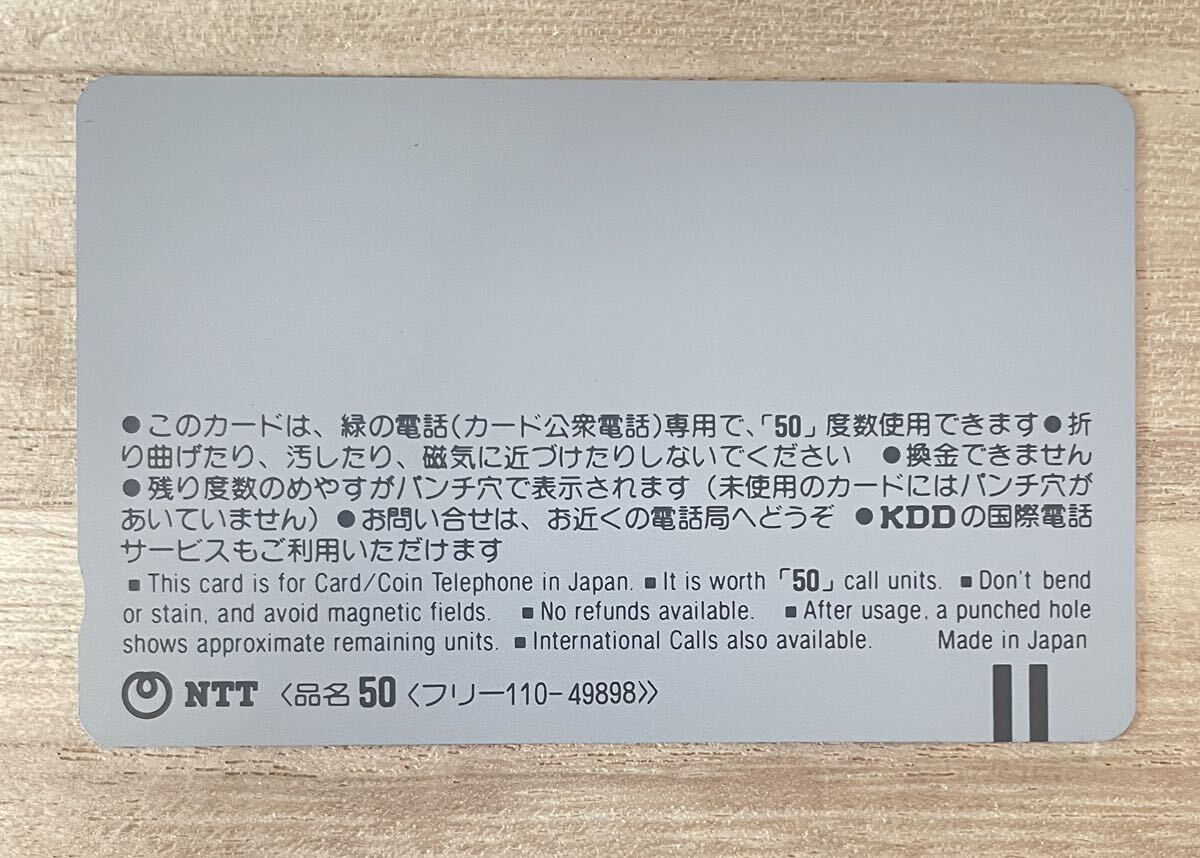 ●このカードは、緑の電話(カード公衆電話)専用で、「50」度数使用できます●折
り曲げたり、汚したり、磁気に近づけたりしないでください ●換金できません
●残り度数のめやすがパンチ穴で表示されます(未使用のカードにはパンチ穴が
あいていません)●お問い合せは、お近くの電話局へどうぞ ●KDDの国際電話
サービスもご利用いただけます
■This card is for Card/Coin Telephone in Japan. ■It is worth「50」call units. ■Don't bend
or stain, and avoid magnetic fields. ■No refunds available. ■After usage, a punched hole
shows approximate remaining units. ■International Calls also available. Made in Japan
NTT〈品名50〈フリー110-49898〉〉